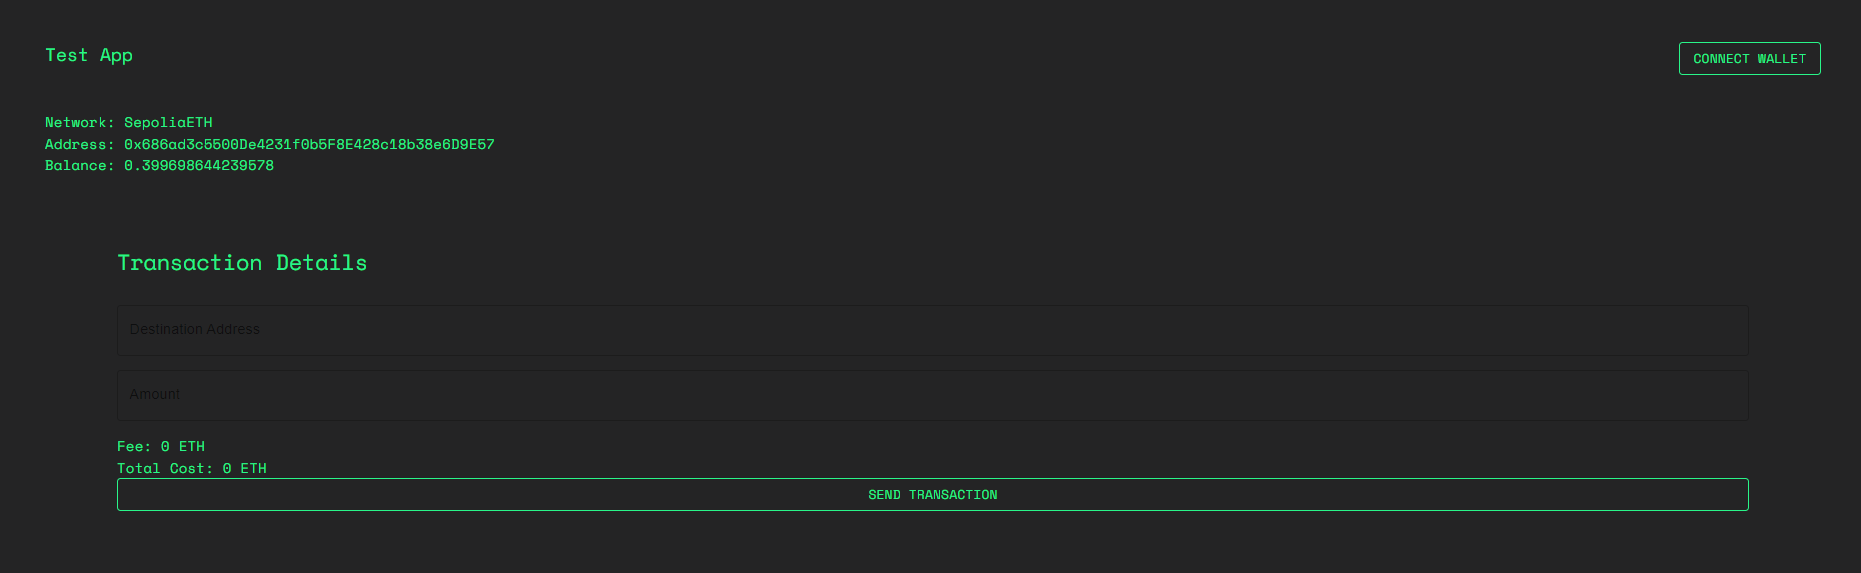 Test App
CONNECT WALLET
Network: SepoliaETH
Address: 0x686ad3c5500De4231f0b5F8E428c18b38e6D9E57
Balance: 0.399698644239578
Transaction Details
Destination Address
Amount
Fee: 0 ETH
Total Cost: 0 ETH
SEND TRANSACTION